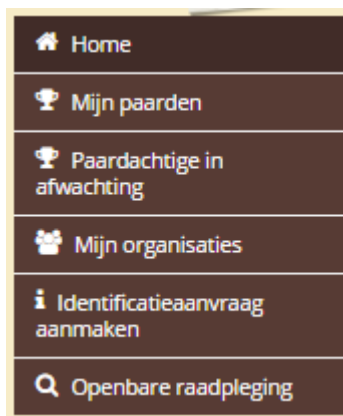 Home
Mijn paarden
Paardachtige in
afwachting
Mijn organisaties
Identificatieaanvraag
aanmaken
Openbare raadpleging